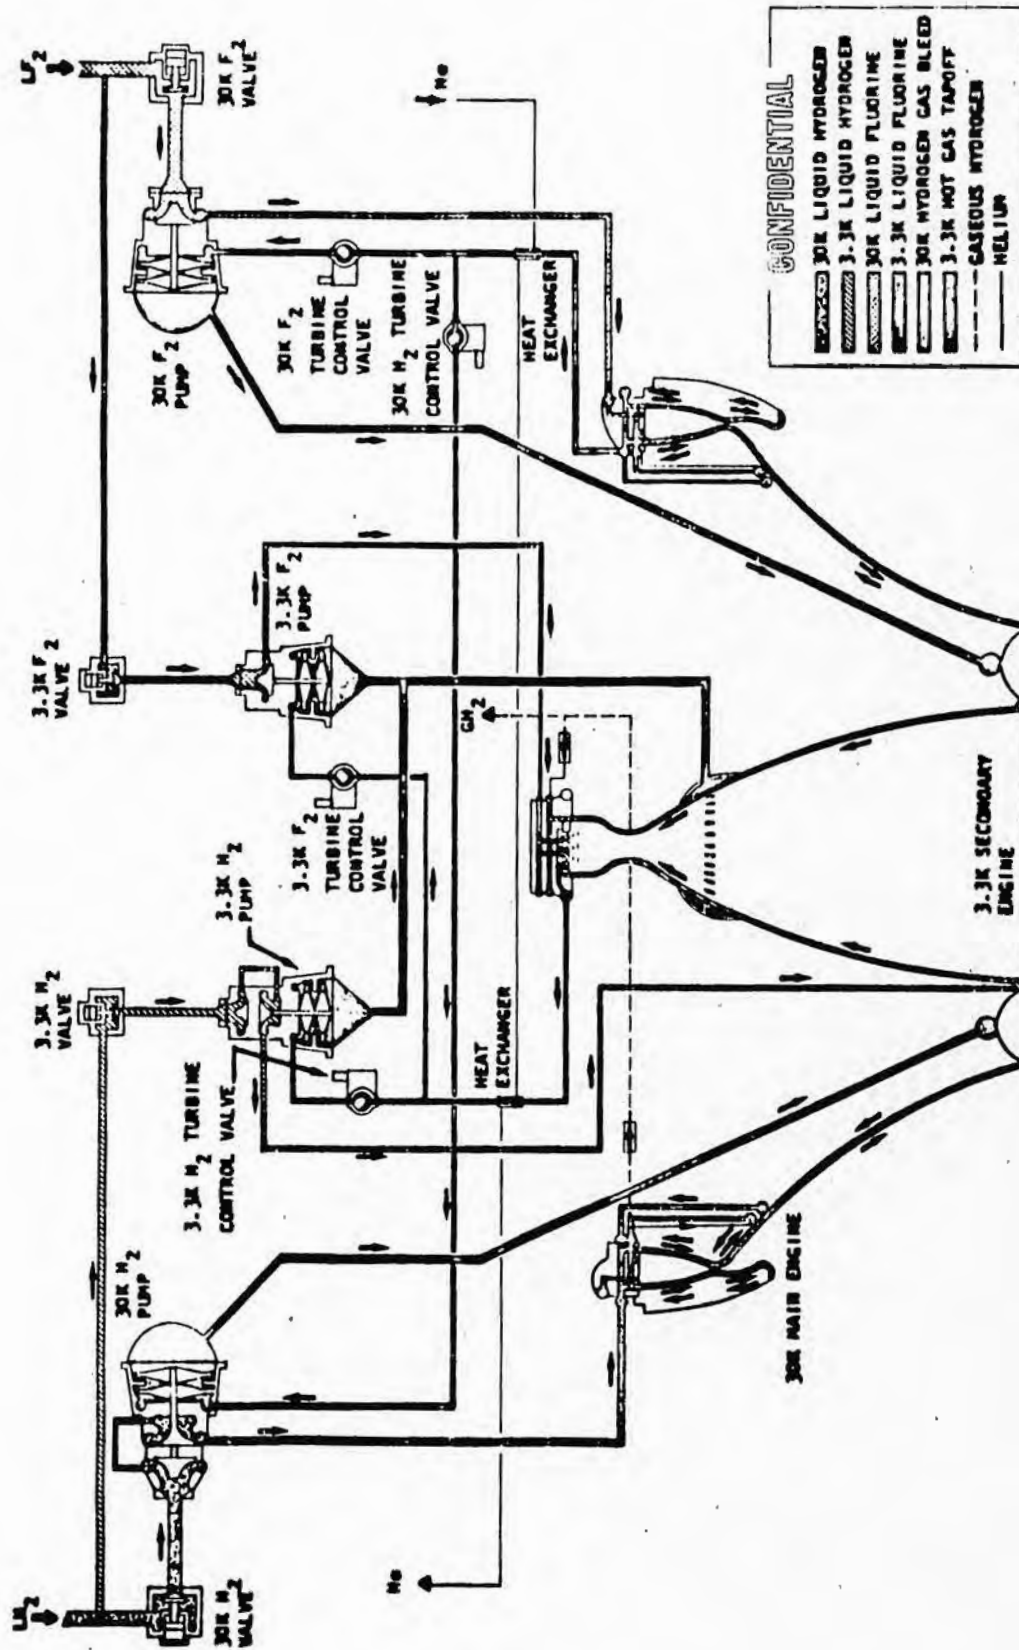 LF2
30K F2
VALVE
30K F2
PUMP
30K F2
TURBINE
CONTROL
VALVE
30K H2 TURBINE
CONTROL VALVE
He
HEAT
EXCHANGER
3.3K F2
VALVE
3.3K F2
PUMP
3.3K F2
TURBINE
CONTROL
VALVE
GH2
3.3K H2
VALVE
3.3K H2
PUMP
3.3K H2 TURBINE
CONTROL VALVE
HEAT
EXCHANGER
3.3K SECONDARY
ENGINE
30K H2
PUMP
30K MAIN ENGINE
LH2
30K H2
VALVE
He
CONFIDENTIAL
30K LIQUID HYDROGEN
3.3K LIQUID HYDROGEN
30K LIQUID FLUORINE
3.3K LIQUID FLUORINE
30K HYDROGEN GAS BLEED
3.3K HOT GAS TAPOFF
GASEOUS HYDROGEN
HELIUM